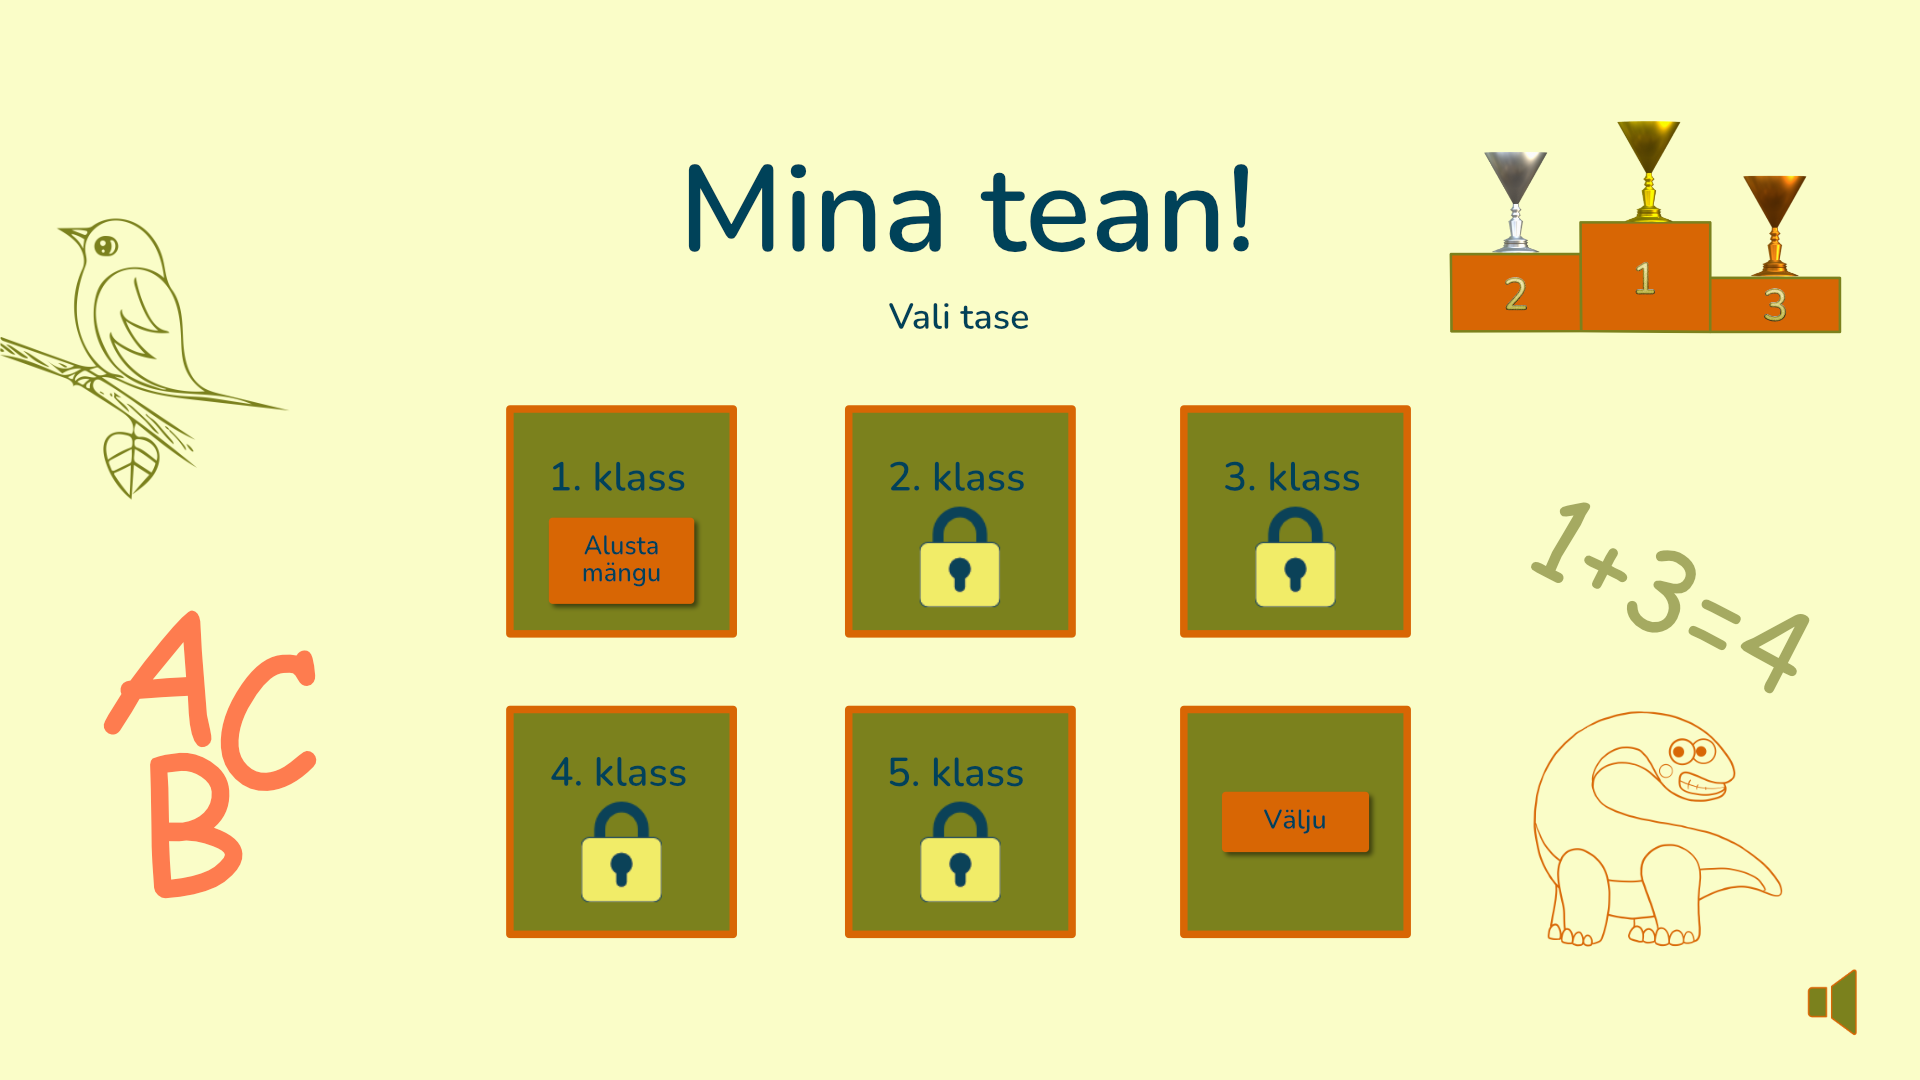 Mina tean!
Vali tase
2
1
3
1. klass
Alusta
mängu
2. klass
3. klass
1+3=4
A
C
B
4. klass
5. klass
Välju